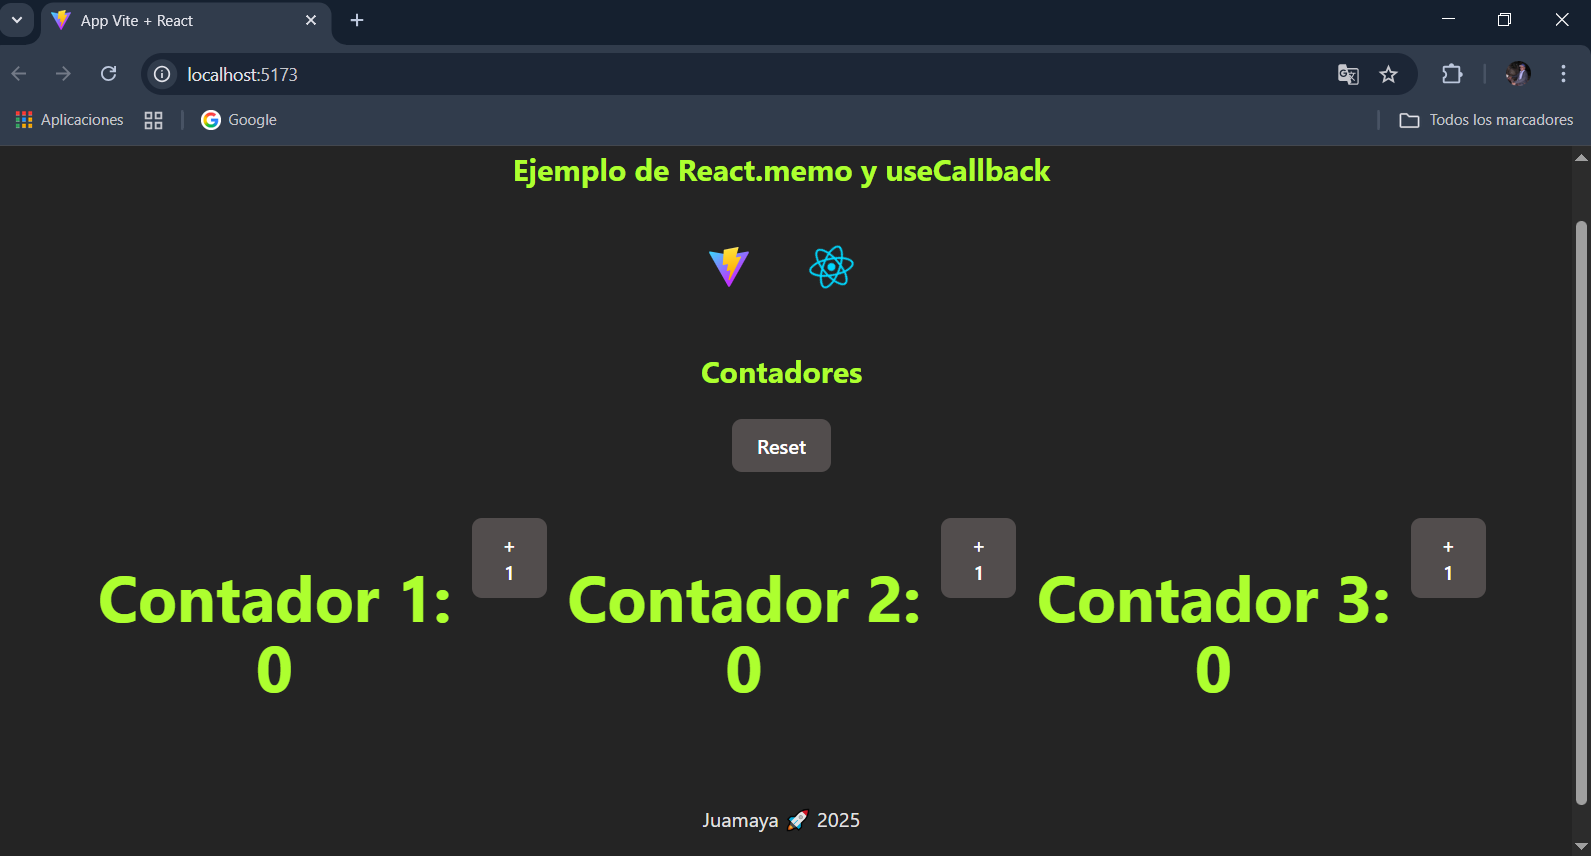 App Vite + React
localhost:5173
Aplicaciones
Google
Todos los marcadores
Ejemplo de React.memo y useCallback
Contadores
Reset
Contador 1:
0
+
1
Contador 2:
0
+
1
Contador 3:
0
+
1
Juamaya 🚀 2025